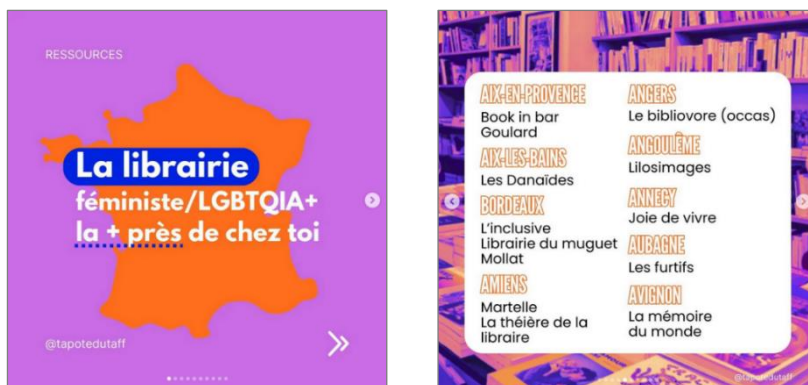 RESSOURCES
La librairie
féministe/LGBTQIA+
la + près de chez toi
@tapotedutaff
AIX-EN-PROVENCE
Book in bar
Goulard
AIX-LES-BAINS
Les Danaïdes
BORDEAUX
L'inclusive
Librairie du muguet
Mollat
AMIENS
Martelle
La théière de la
libraire
ANGERS
Le bibliovore (occas)
ANGOULÊME
Lilosimages
ANNECY
Joie de vivre
AUBAGNE
Les furtifs
AVIGNON
La mémoire
du monde
@tapotedutaff